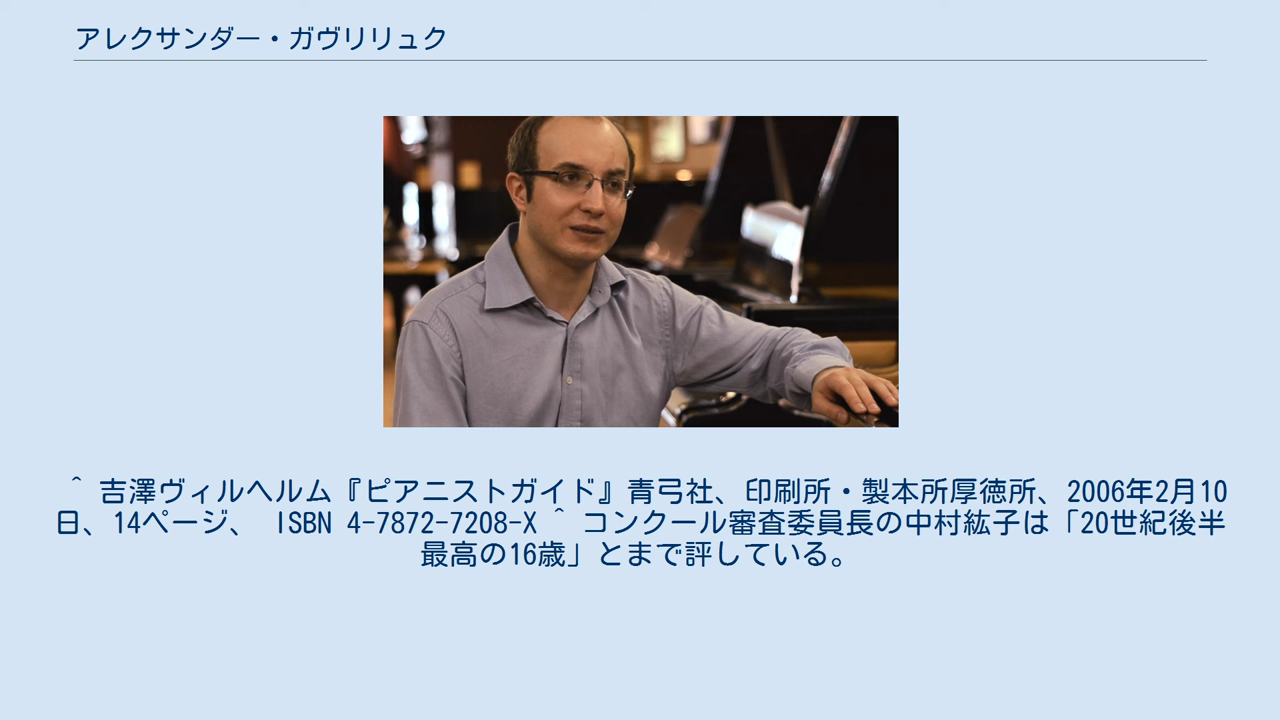 アレクサンダー・ガヴリリュク
^ 吉澤ヴィルヘルム『ピアニストガイド』青弓社、印刷所・製本所厚徳所、2006年2月10
日、14ページ、 ISBN 4-7872-7208-X ^ コンクール審査委員長の中村紘子は「20世紀後半
最高の16歳」とまで評している。